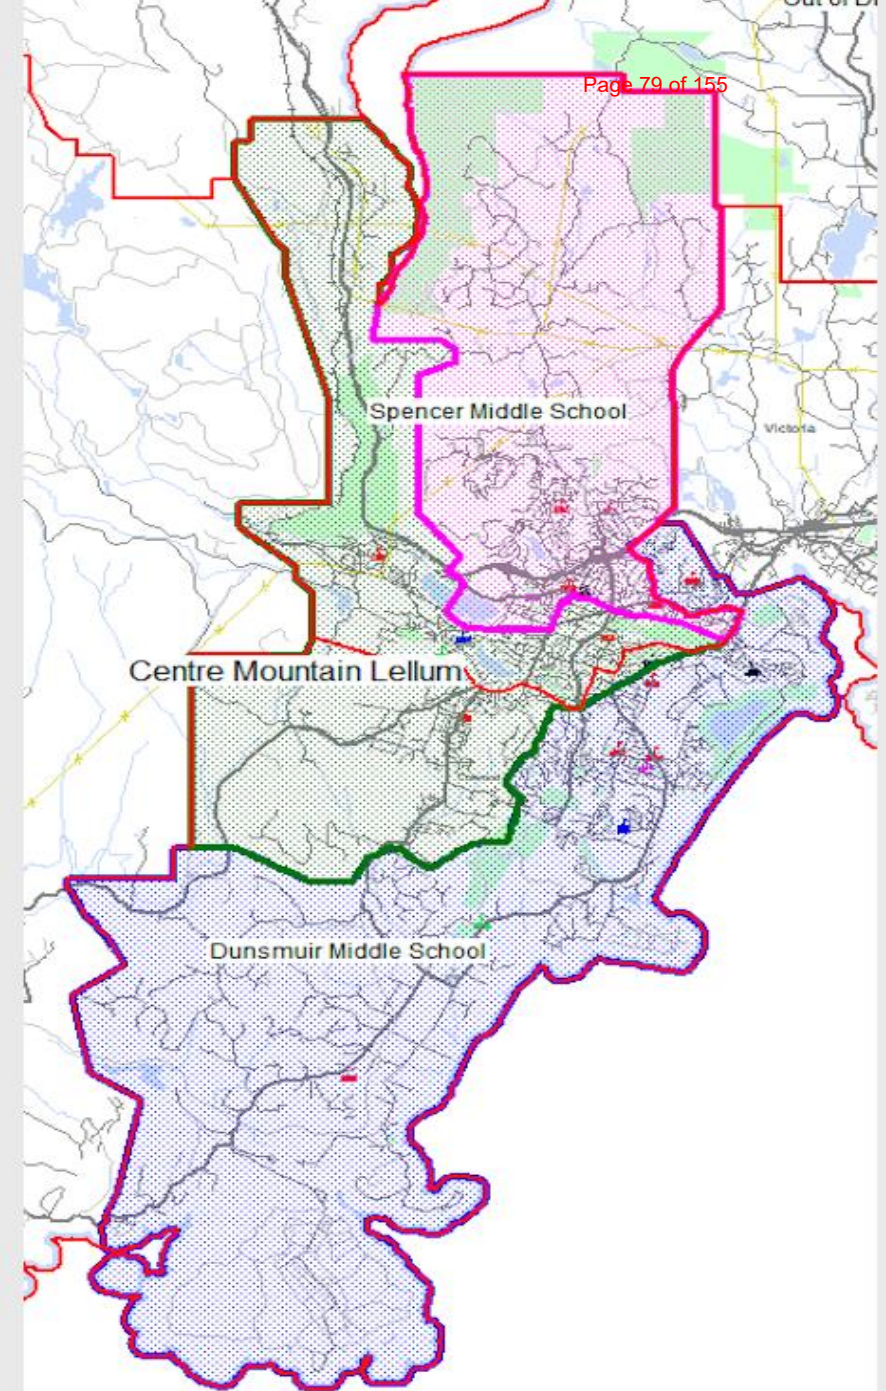 Page 79 of 155
Spencer Middle School
Victoria
Centre Mountain Lellum
Dunsmuir Middle School